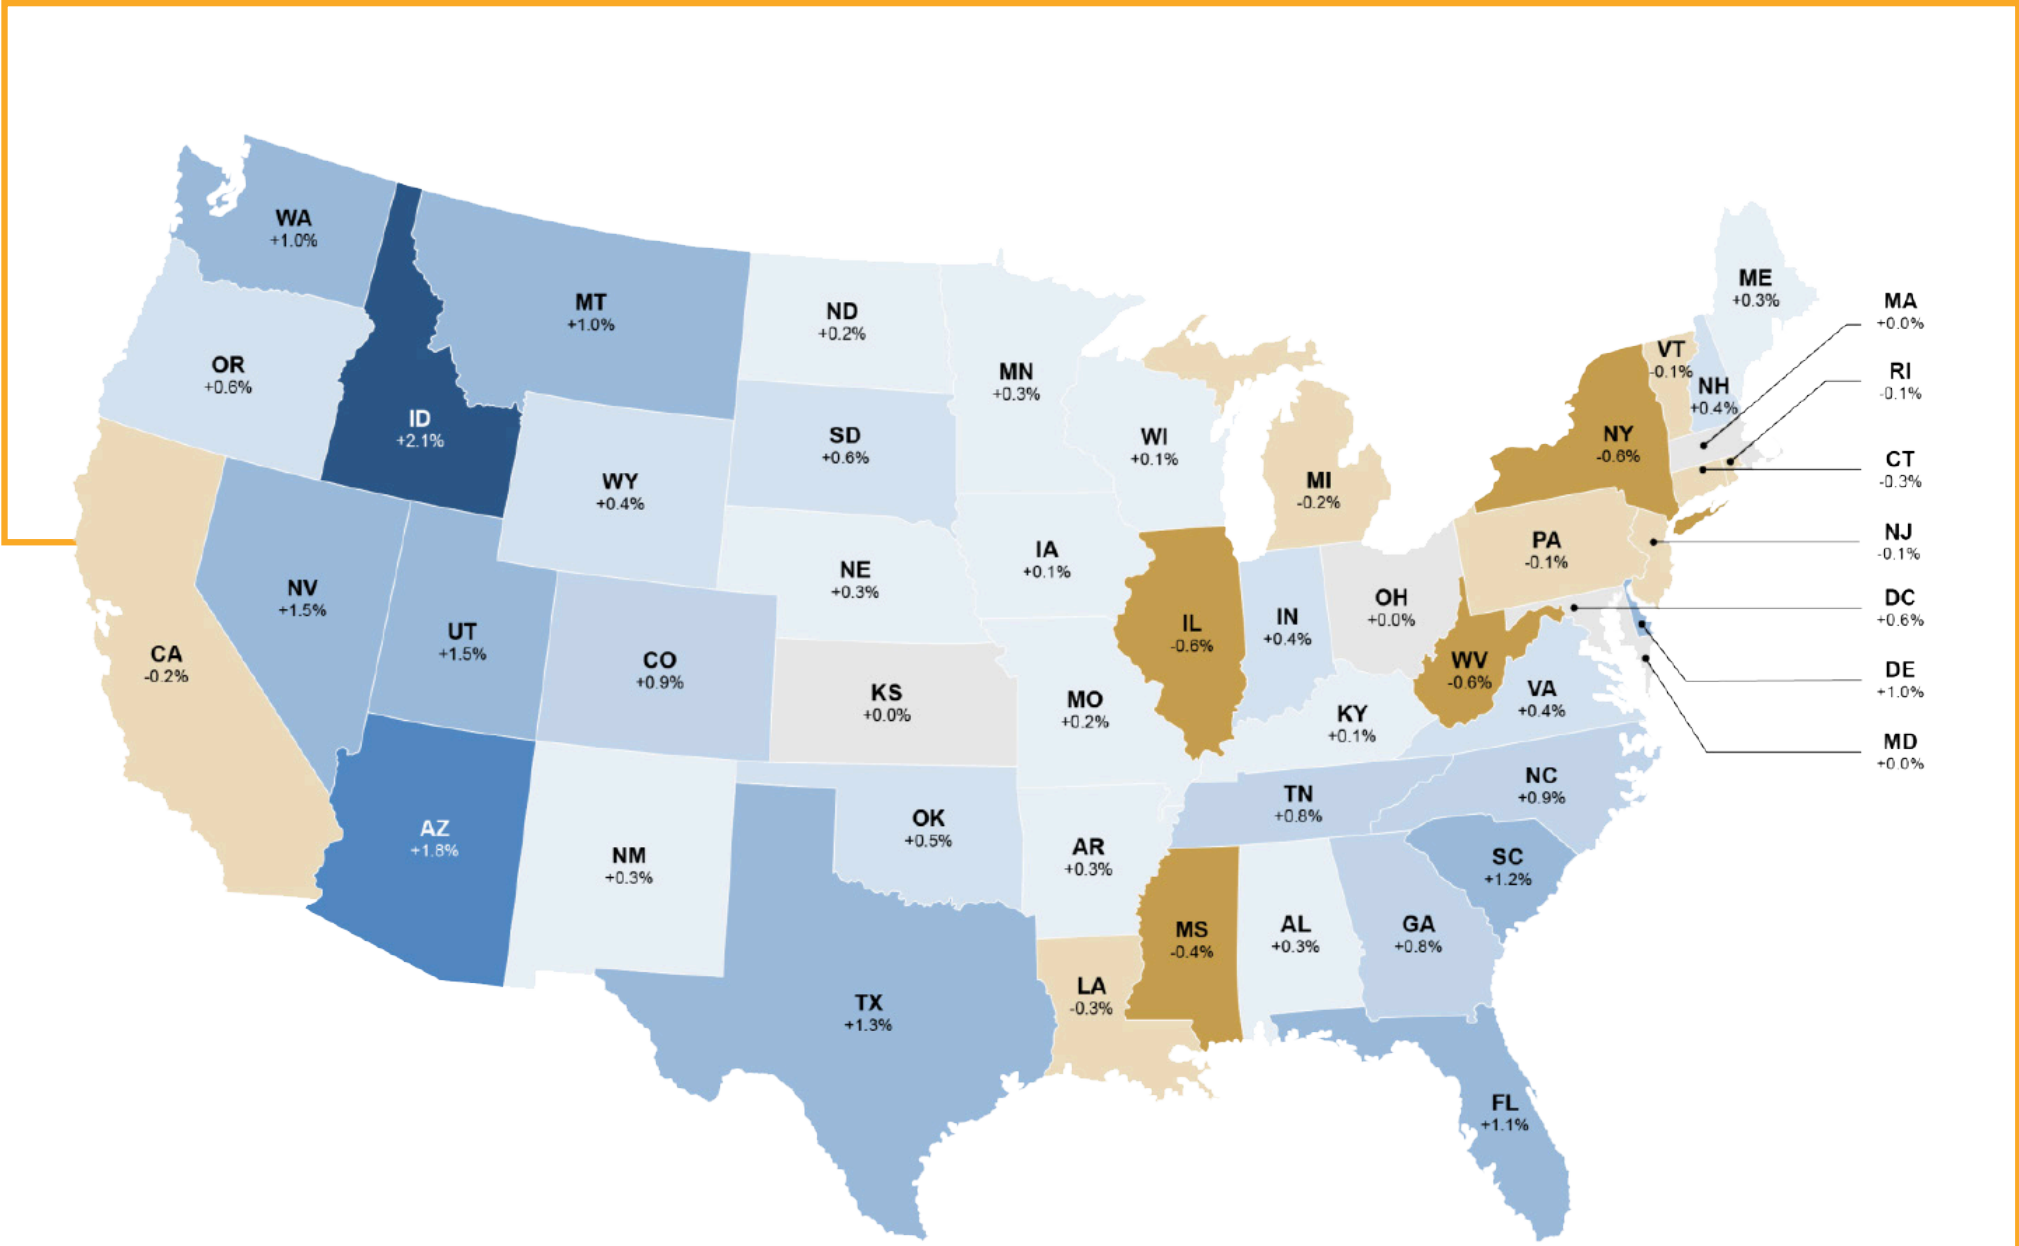 WA
+1.0%
OR
+0.6%
CA
-0.2%
ID
+2.1%
NV
+1.5%
MT
+1.0%
WY
+0.4%
UT
+1.5%
CO
+0.9%
AZ
+1.8%
NM
+0.3%
ND
+0.2%
SD
+0.6%
NE
+0.3%
KS
+0.0%
OK
+0.5%
TX
+1.3%
MN
+0.3%
IA
+0.1%
MO
+0.2%
AR
+0.3%
LA
-0.3%
WI
+0.1%
IL
-0.6%
MS
-0.4%
MI
-0.2%
IN
+0.4%
OH
+0.0%
KY
+0.1%
TN
+0.8%
AL
+0.3%
GA
+0.8%
FL
+1.1%
SC
+1.2%
NC
+0.9%
VA
+0.4%
WV
-0.6%
PA
-0.1%
NY
-0.6%
VT
-0.1%
NH
+0.4%
ME
+0.3%
MA
+0.0%
RI
-0.1%
CT
-0.3%
NJ
-0.1%
DC
+0.6%
DE
+1.0%
MD
+0.0%